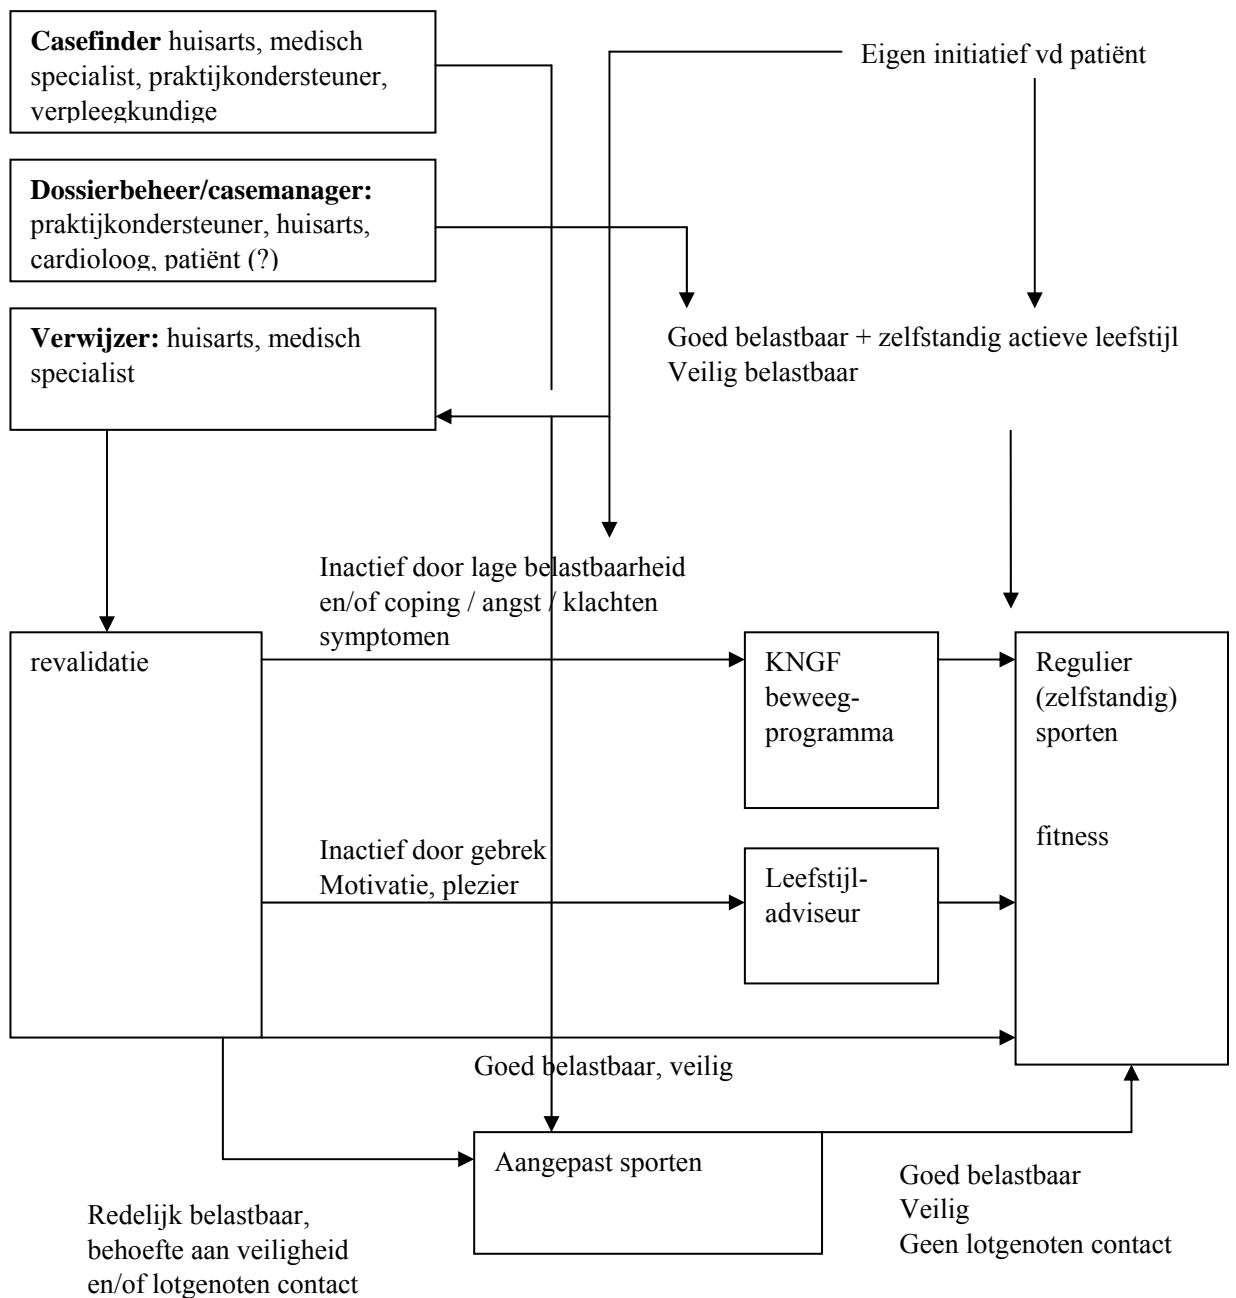 Casefinder huisarts, medisch
specialist, praktijkondersteuner,
verpleegkundige
Eigen initiatief vd patiënt
Dossierbeheer/casemanager:
praktijkondersteuner, huisarts,
cardioloog, patiënt (?)
Verwijzer: huisarts, medisch
specialist
Goed belastbaar + zelfstandig actieve leefstijl
Veilig belastbaar
Inactief door lage belastbaarheid
en/of coping / angst / klachten
symptomen
revalidatie
KNGF
beweeg-
programma
Regulier
(zelfstandig)
sporten
fitness
Inactief door gebrek
Motivatie, plezier
Leefstijl-
adviseur
Goed belastbaar, veilig
Aangepast sporten
Goed belastbaar
Veilig
Geen lotgenoten contact
Redelijk belastbaar,
behoefte aan veiligheid
en/of lotgenoten contact